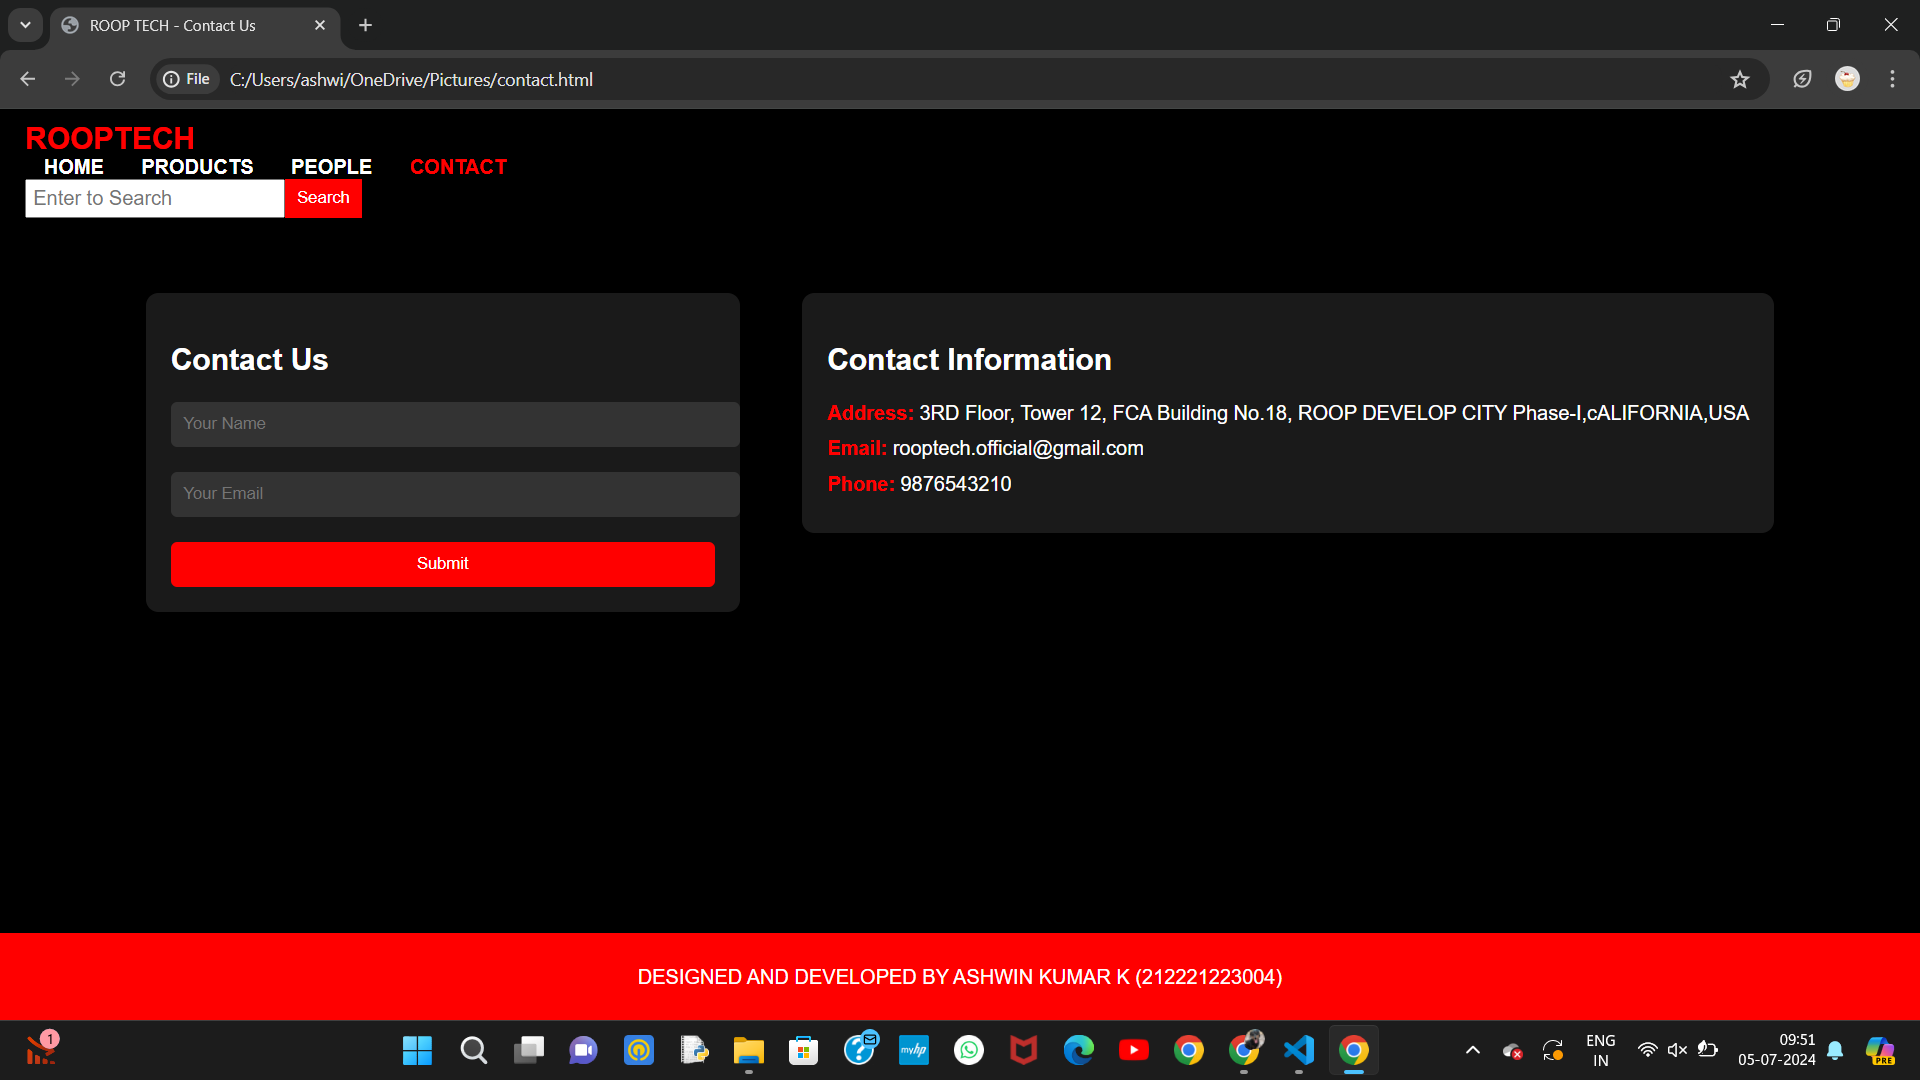 ROOP TECH - Contact Us
File
C:/Users/ashwi/OneDrive/Pictures/contact.html
ROOPTECH
HOME PRODUCTS PEOPLE CONTACT
Enter to Search Search
Contact Us
Your Name
Your Email
Submit
Contact Information
Address: 3RD Floor, Tower 12, FCA Building No.18, ROOP DEVELOP CITY Phase-I,cALIFORNIA,USA
Email: rooptech.official@gmail.com
Phone: 9876543210
DESIGNED AND DEVELOPED BY ASHWIN KUMAR K (212221223004)
1
myhp
ENG
IN
09:51
05-07-2024
PRE